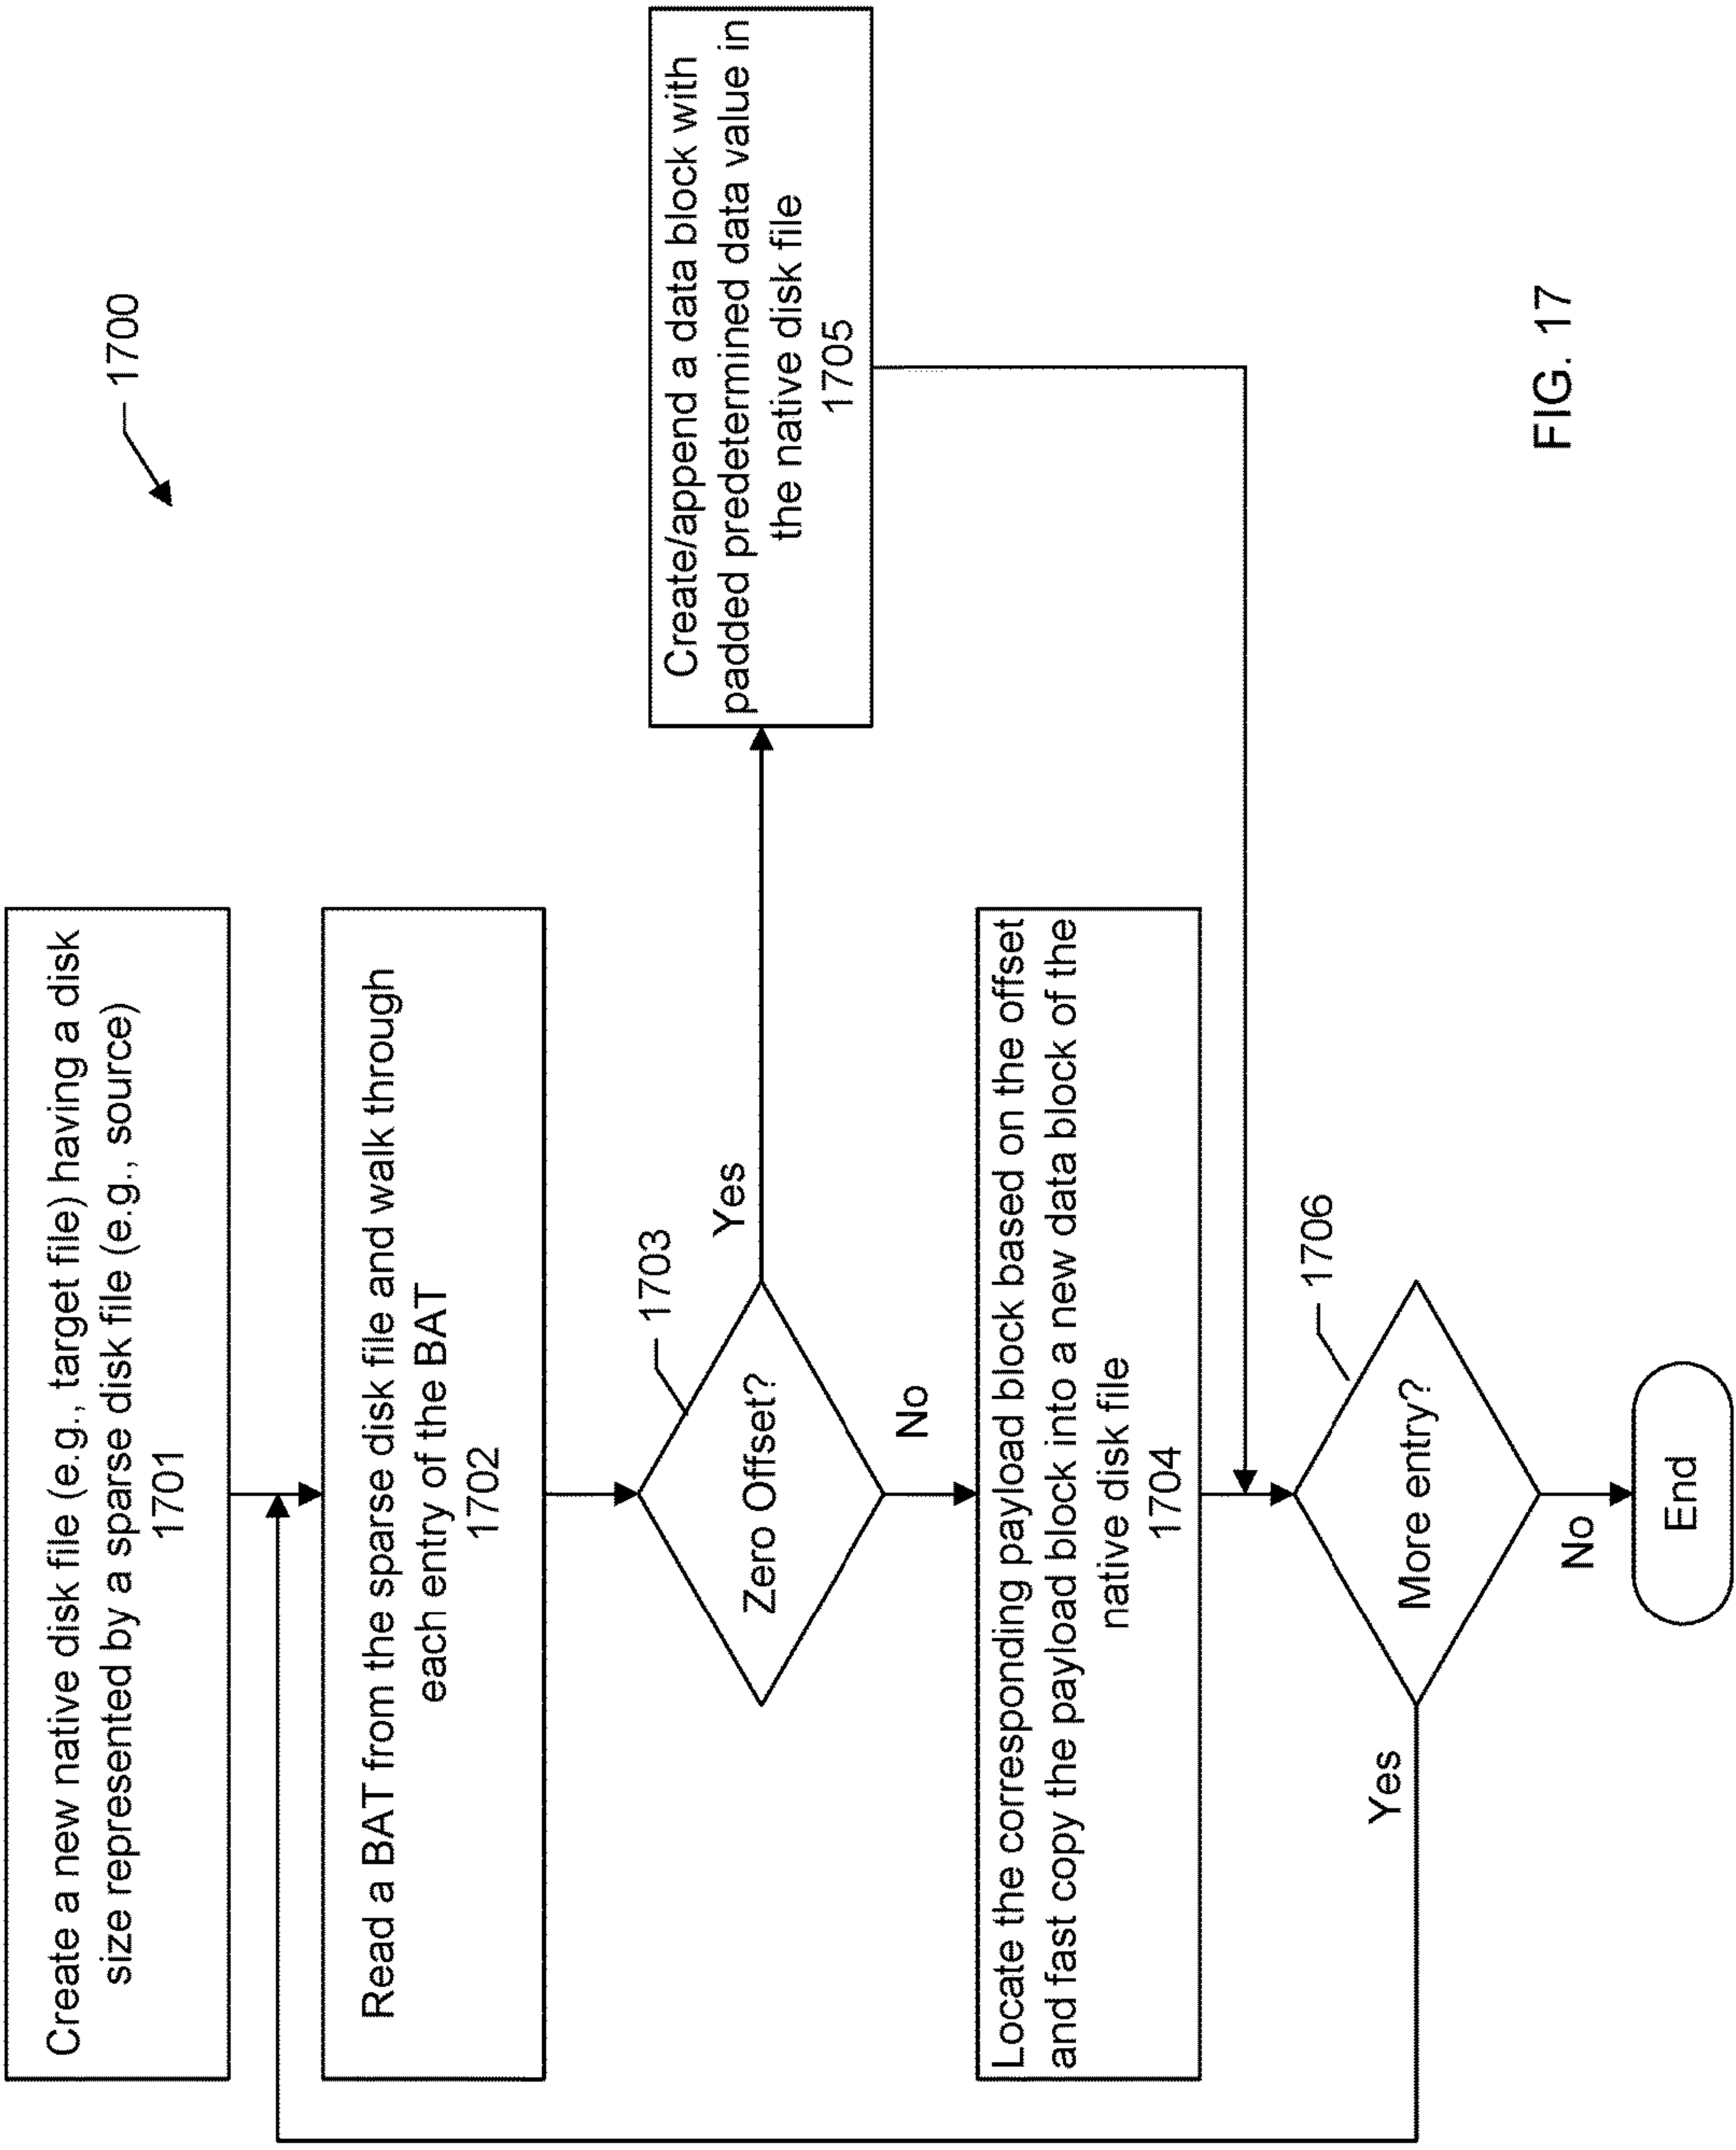 1700
Create a new native disk file (e.g., target file) having a disk
size represented by a sparse disk file (e.g., source)
1701
Read a BAT from the sparse disk file and walk through
each entry of the BAT
1702
1703
Zero Offset?
Yes
Create/append a data block with
padded predetermined data value in
the native disk file
1705
No
Locate the corresponding payload block based on the offset
and fast copy the payload block into a new data block of the
native disk file
1704
1706
More entry?
Yes
No
End
FIG. 17